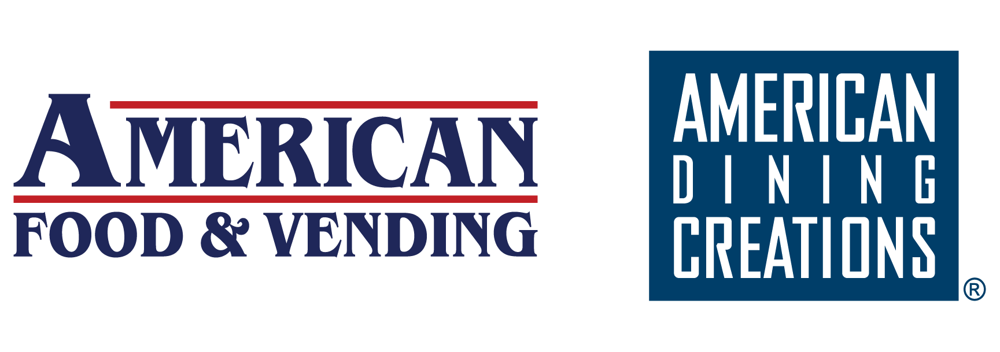 AMERICAN
FOOD & VENDING
AMERICAN
DINING
CREATIONS
®